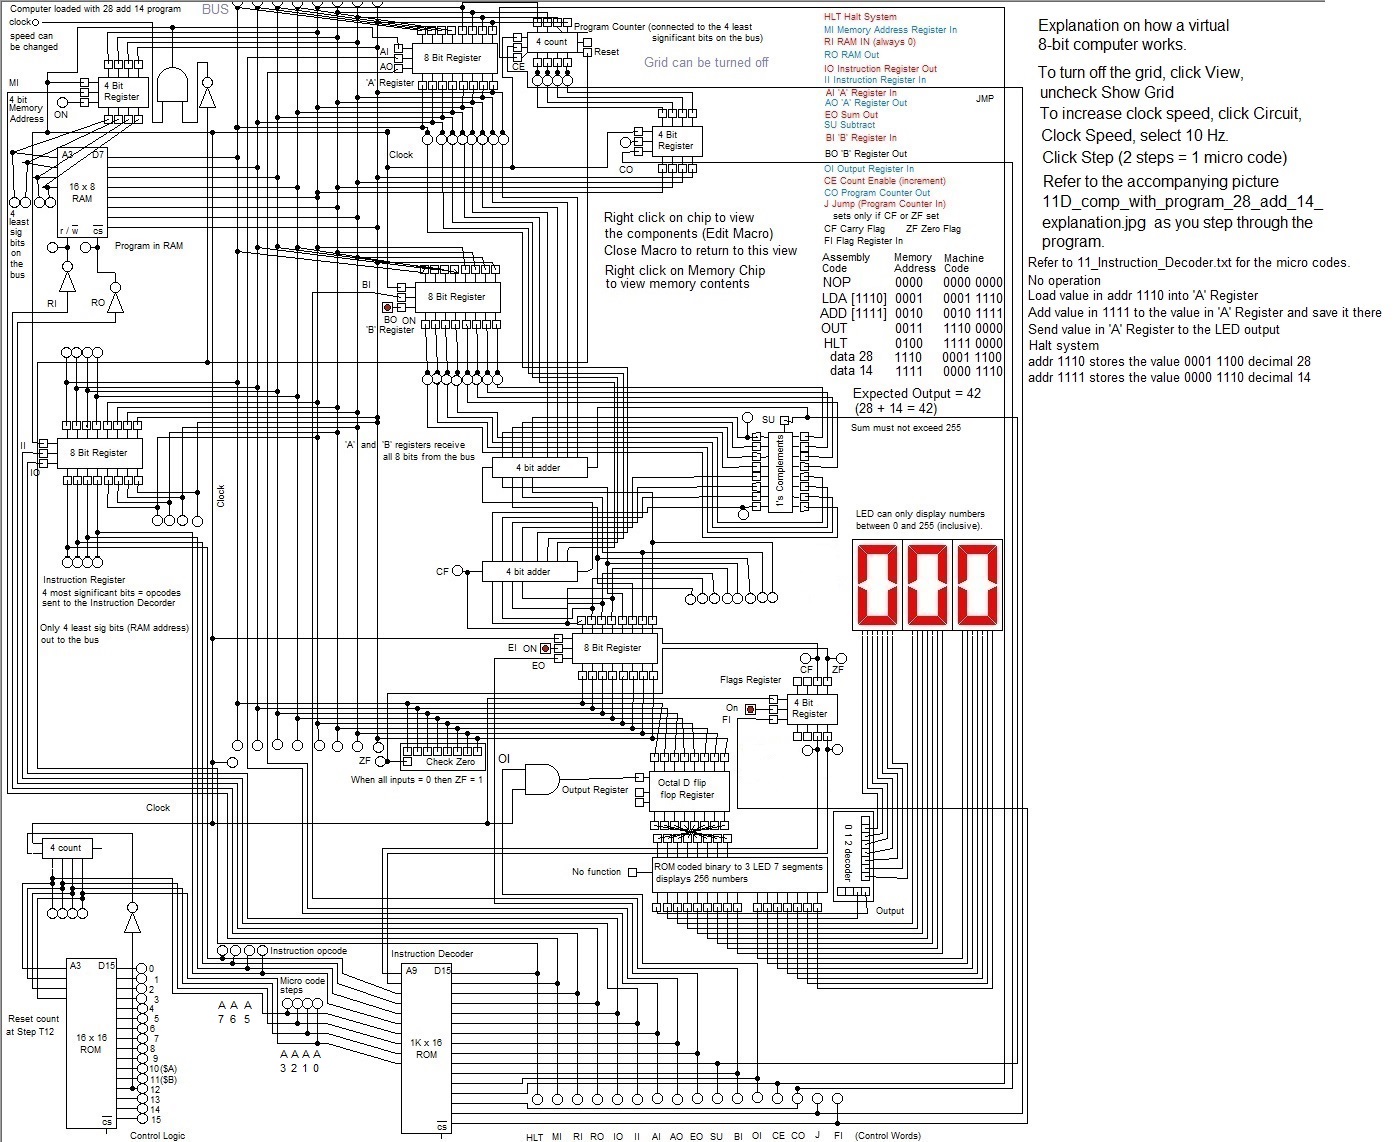 Computer loaded with 28 add 14 program
clock
speed can
be changed
BUS
MI
4 bit
Memory
Address
ON
4 Bit
Register
AI
AO
8 Bit Register
'A' Register
4 count
CE
Program Counter (connected to the 4 least
significant bits on the bus)
Reset
Grid can be turned off
Clock
4 Bit
Register
CO
A3 D7
16 x 8
RAM
r / w cs
4
least
sig
bits
on
the
bus
Program in RAM
RI
RO
Right click on chip to view
the components (Edit Macro)
Close Macro to return to this view
Right click on Memory Chip
to view memory contents
BI
BO ON
'B' Register
8 Bit Register
HLT Halt System
MI Memory Address Register In
RI RAM IN (always 0)
RO RAM Out
IO Instruction Register Out
II Instruction Register In
AI 'A' Register In
AO 'A' Register Out
EO Sum Out
SU Subtract
BI 'B' Register In
BO 'B' Register Out
OI Output Register In
CE Count Enable (increment)
CO Program Counter Out
J Jump (Program Counter In)
sets only if CF or ZF set
CF Carry Flag ZF Zero Flag
FI Flag Register In
JMP
Assembly Memory Machine
Code Address Code
NOP 0000 0000 0000
LDA [1110] 0001 0001 1110
ADD [1111] 0010 0010 1111
OUT 0011 1110 0000
HLT 0100 1111 0000
data 28 1110 0001 1100
data 14 1111 0000 1110
Expected Output = 42
(28 + 14 = 42)
Sum must not exceed 255
Explanation on how a virtual
8-bit computer works.
To turn off the grid, click View,
uncheck Show Grid
To increase clock speed, click Circuit,
Clock Speed, select 10 Hz.
Click Step (2 steps = 1 micro code)
Refer to the accompanying picture
11D_comp_with_program_28_add_14_
explanation.jpg as you step through the
program.
Refer to 11_Instruction_Decoder.txt for the micro codes.
No operation
Load value in addr 1110 into 'A' Register
Add value in 1111 to the value in 'A' Register and save it there
Send value in 'A' Register to the LED output
Halt system
addr 1110 stores the value 0001 1100 decimal 28
addr 1111 stores the value 0000 1110 decimal 14
II
IO
8 Bit Register
Clock
'A' and 'B' registers receive
all 8 bits from the bus
4 bit adder
SU
1's Complements
LED can only display numbers
between 0 and 255 (inclusive).
000
Instruction Register
4 most significant bits = opcodes
sent to the Instruction Decorder
Only 4 least sig bits (RAM address)
out to the bus
CF
4 bit adder
EI ON
EO
8 Bit Register
CF ZF
Flags Register
On
FI
4 Bit
Register
ZF
Check Zero
When all inputs = 0 then ZF = 1
OI
Output Register
Octal D flip
flop Register
No function
ROM coded binary to 3 LED 7 segments
displays 256 numbers
0 1 2 decoder
Output
Clock
4 count
Reset count
at Step T12
A3 D15
16 x 16
ROM
cs
0
1
2
3
4
5
6
7
8
9
10($A)
11($B)
12
13
14
15
Control Logic
Instruction opcode
A A A
7 6 5
Micro code
steps
A A A A
3 2 1 0
Instruction Decoder
A9 D15
1K x 16
ROM
cs
HLT MI RI RO IO II AI AO EO SU BI OI CE CO J FI (Control Words)